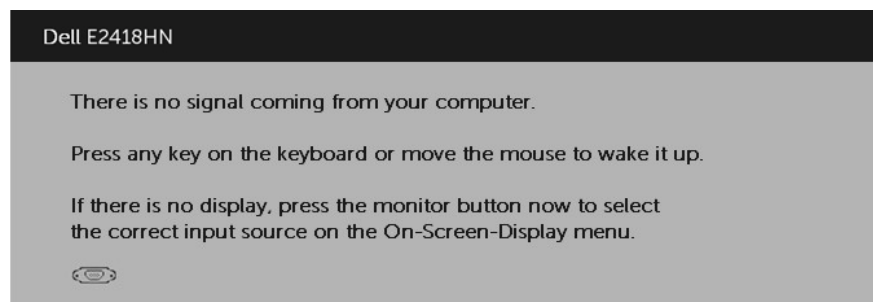 Dell E2418HN
There is no signal coming from your computer.
Press any key on the keyboard or move the mouse to wake it up.
If there is no display, press the monitor button now to select
the correct input source on the On-Screen-Display menu.